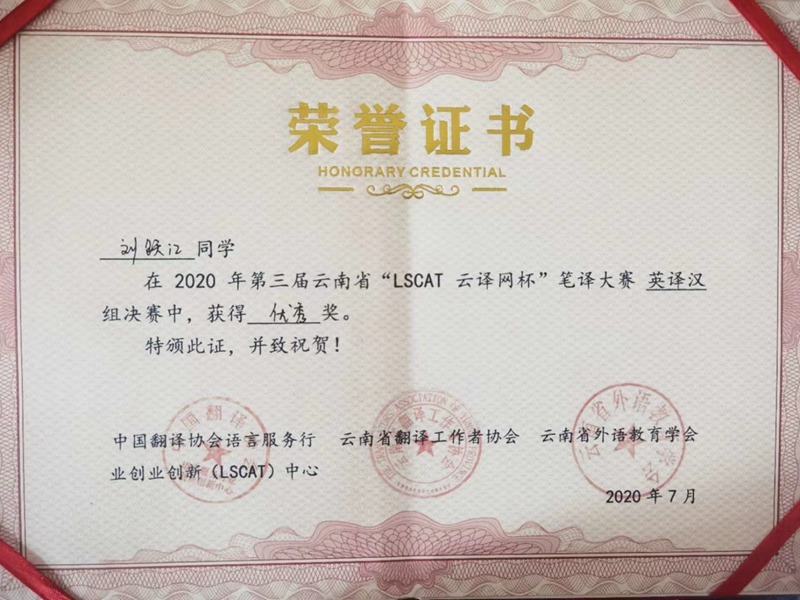 荣誉证书
HONORARY CREDENTIAL
刘跃江 同学
在 2020 年第三届云南省“LSCAT 云译网杯”笔译大赛 英译汉
组决赛中，获得 优秀 奖。
特颁此证，并致祝贺！
中国翻译协会语言服务行 云南省翻译工作者协会 云南省外语教育学会
业创业创新（LSCAT）中心
2020 年 7 月